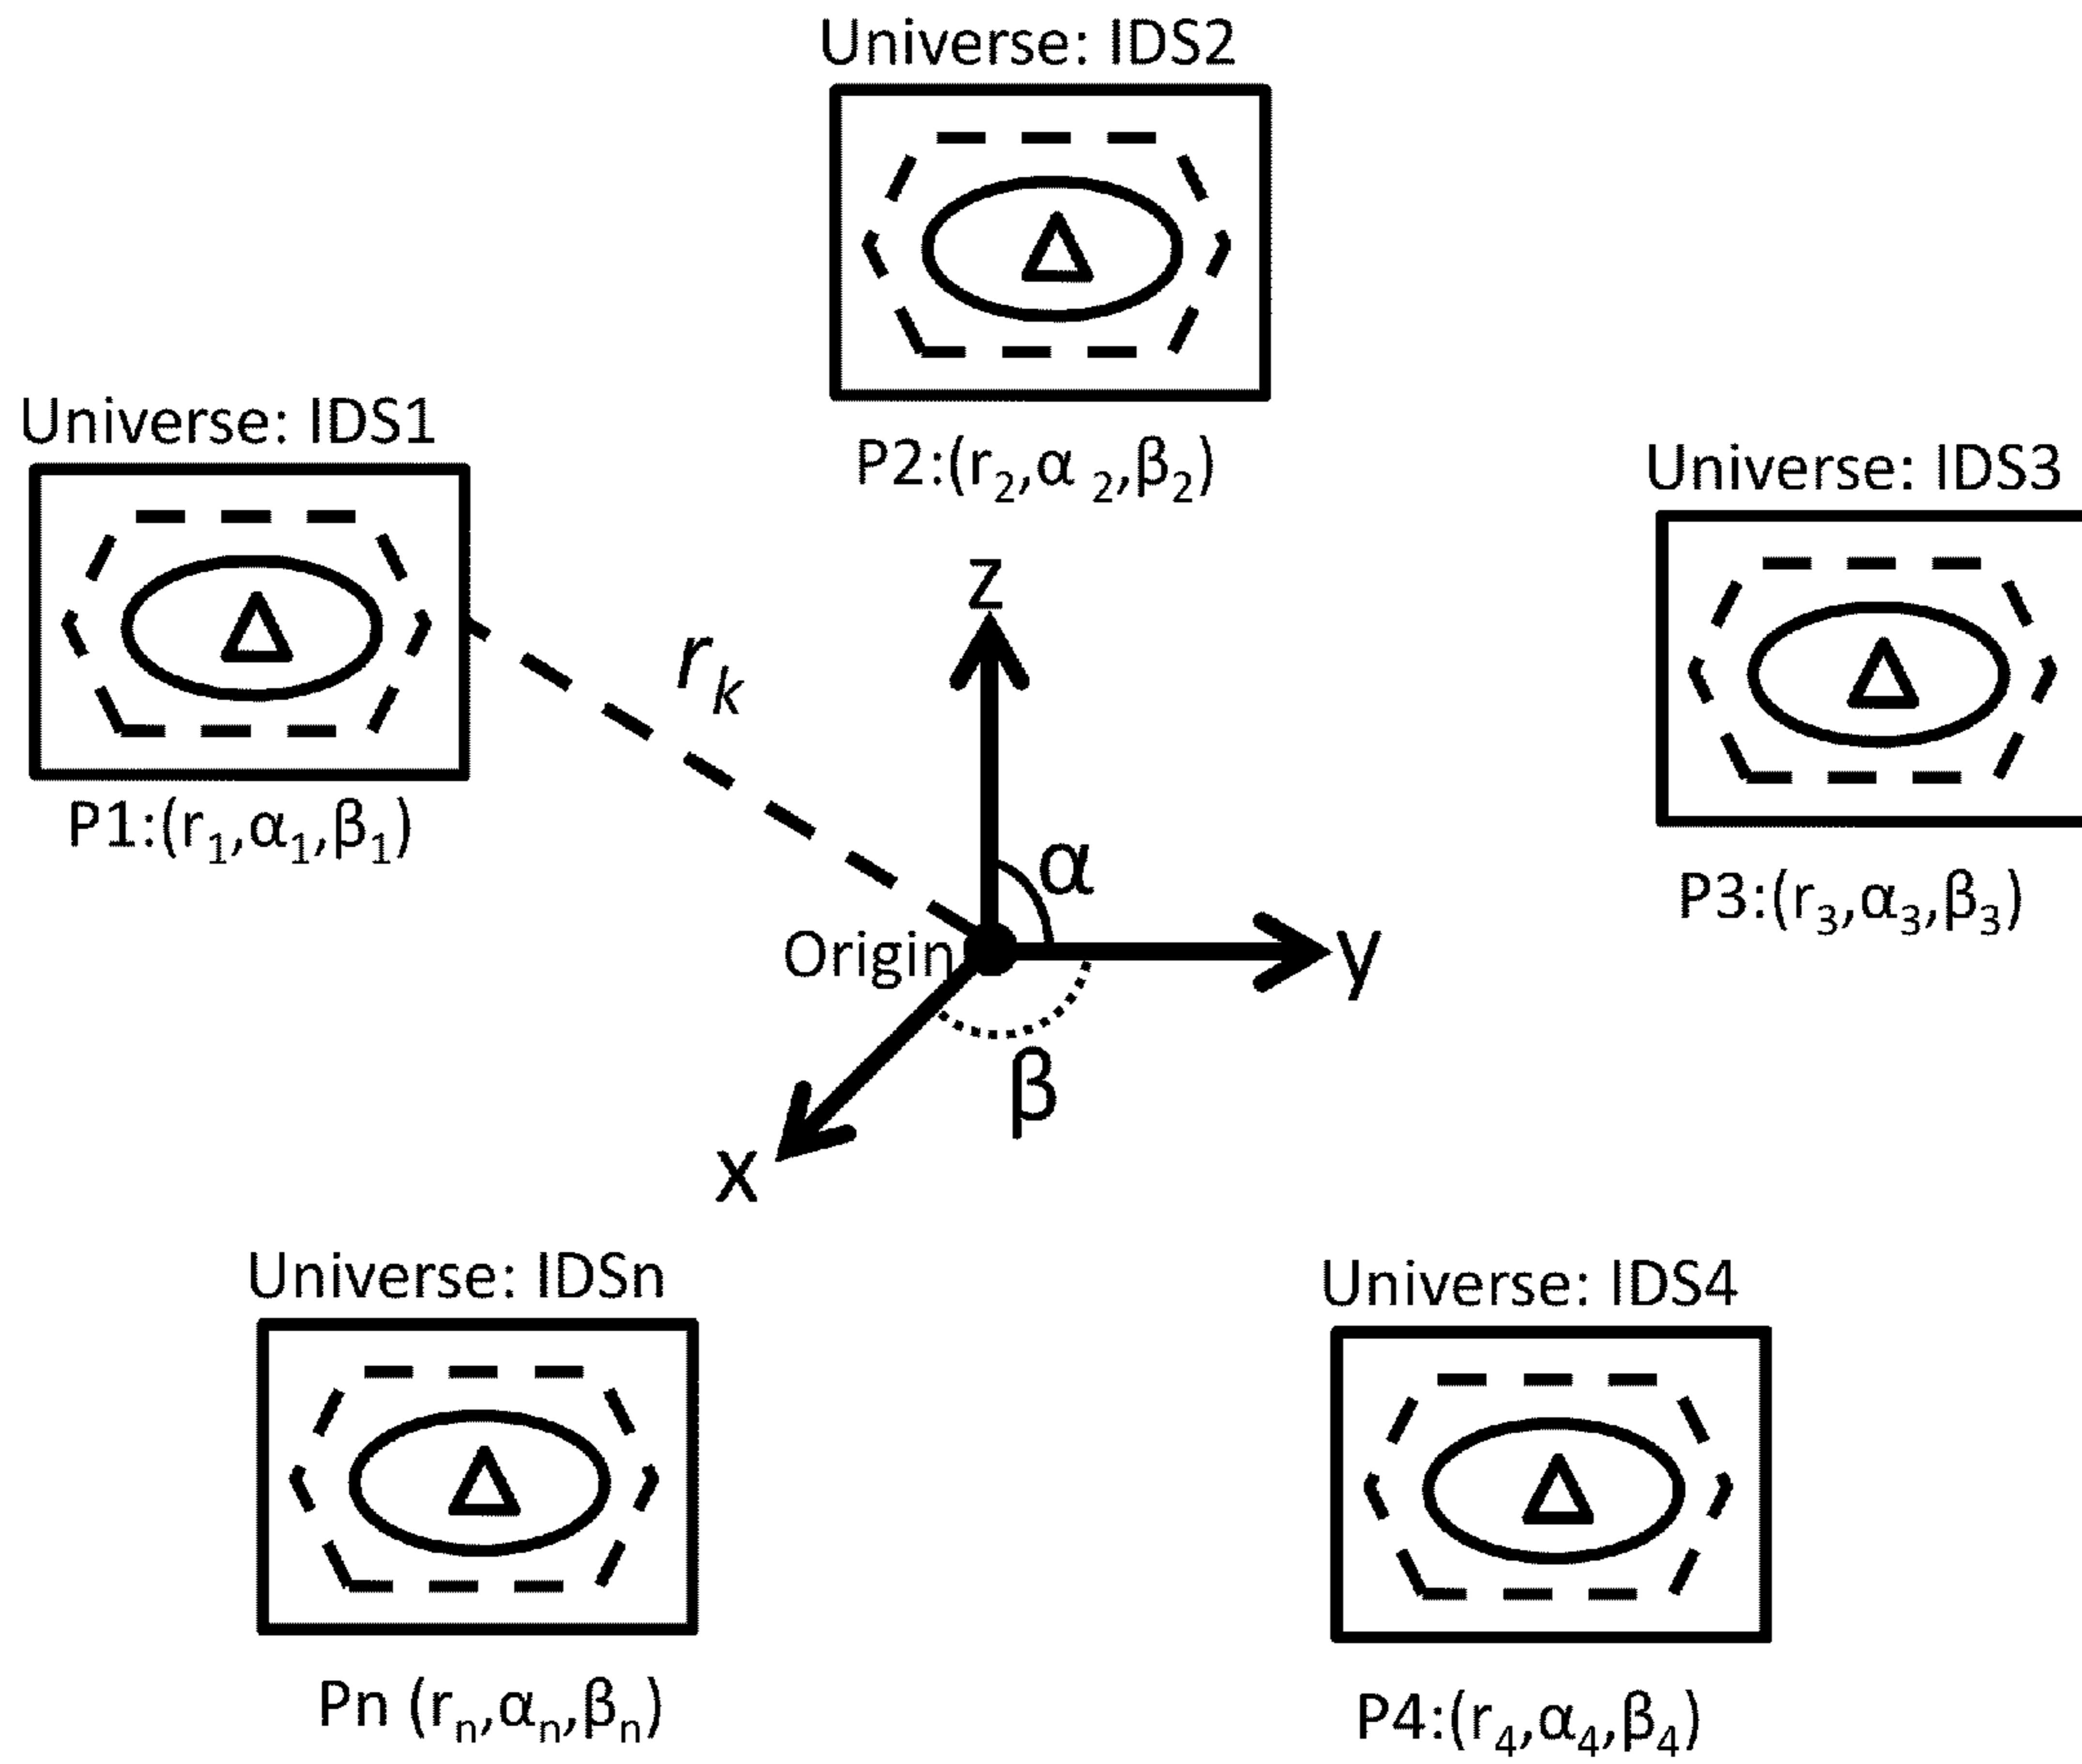 Universe: IDS2
P2:(r₂,α ₂,β₂)
Universe: IDS1
P1:(r₁,α₁,β₁)
Universe: IDS3
P3:(r₃,α₃,β₃)
z
rₖ
α
Origin
y
β
x
Universe: IDSn
Pn (rₙ,αₙ,βₙ)
Universe: IDS4
P4:(r₄,α₄,β₄)